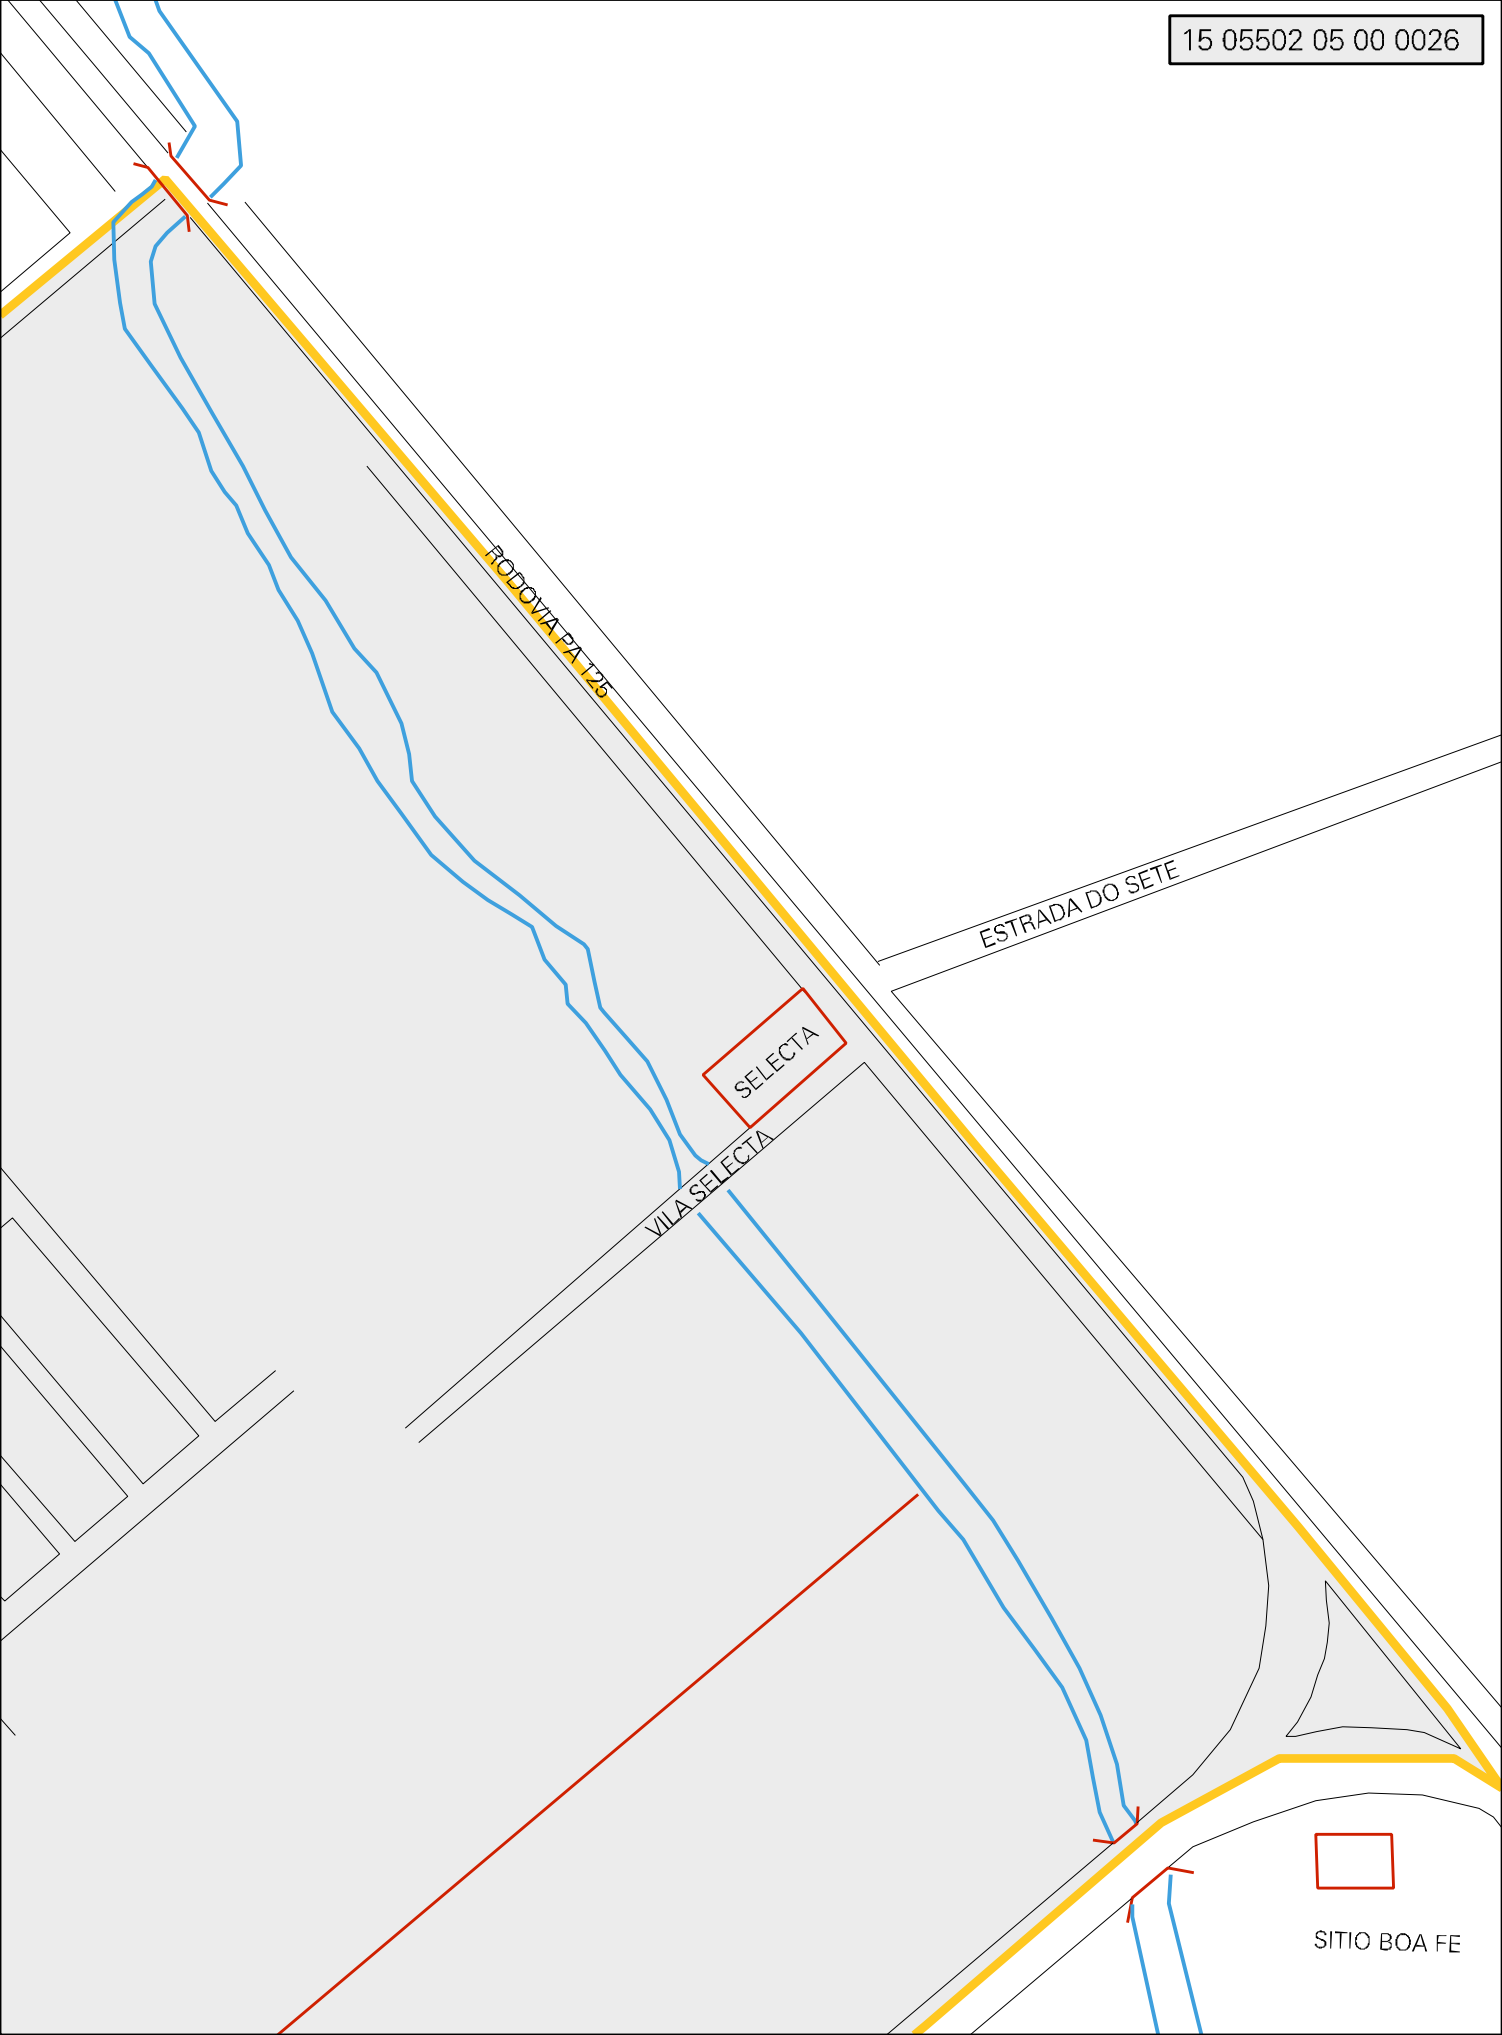 15 05502 05 00 0026
RODOVIA PA 125
ESTRADA DO SETE
SELECTA
VILA SELECTA
SITIO BOA FE